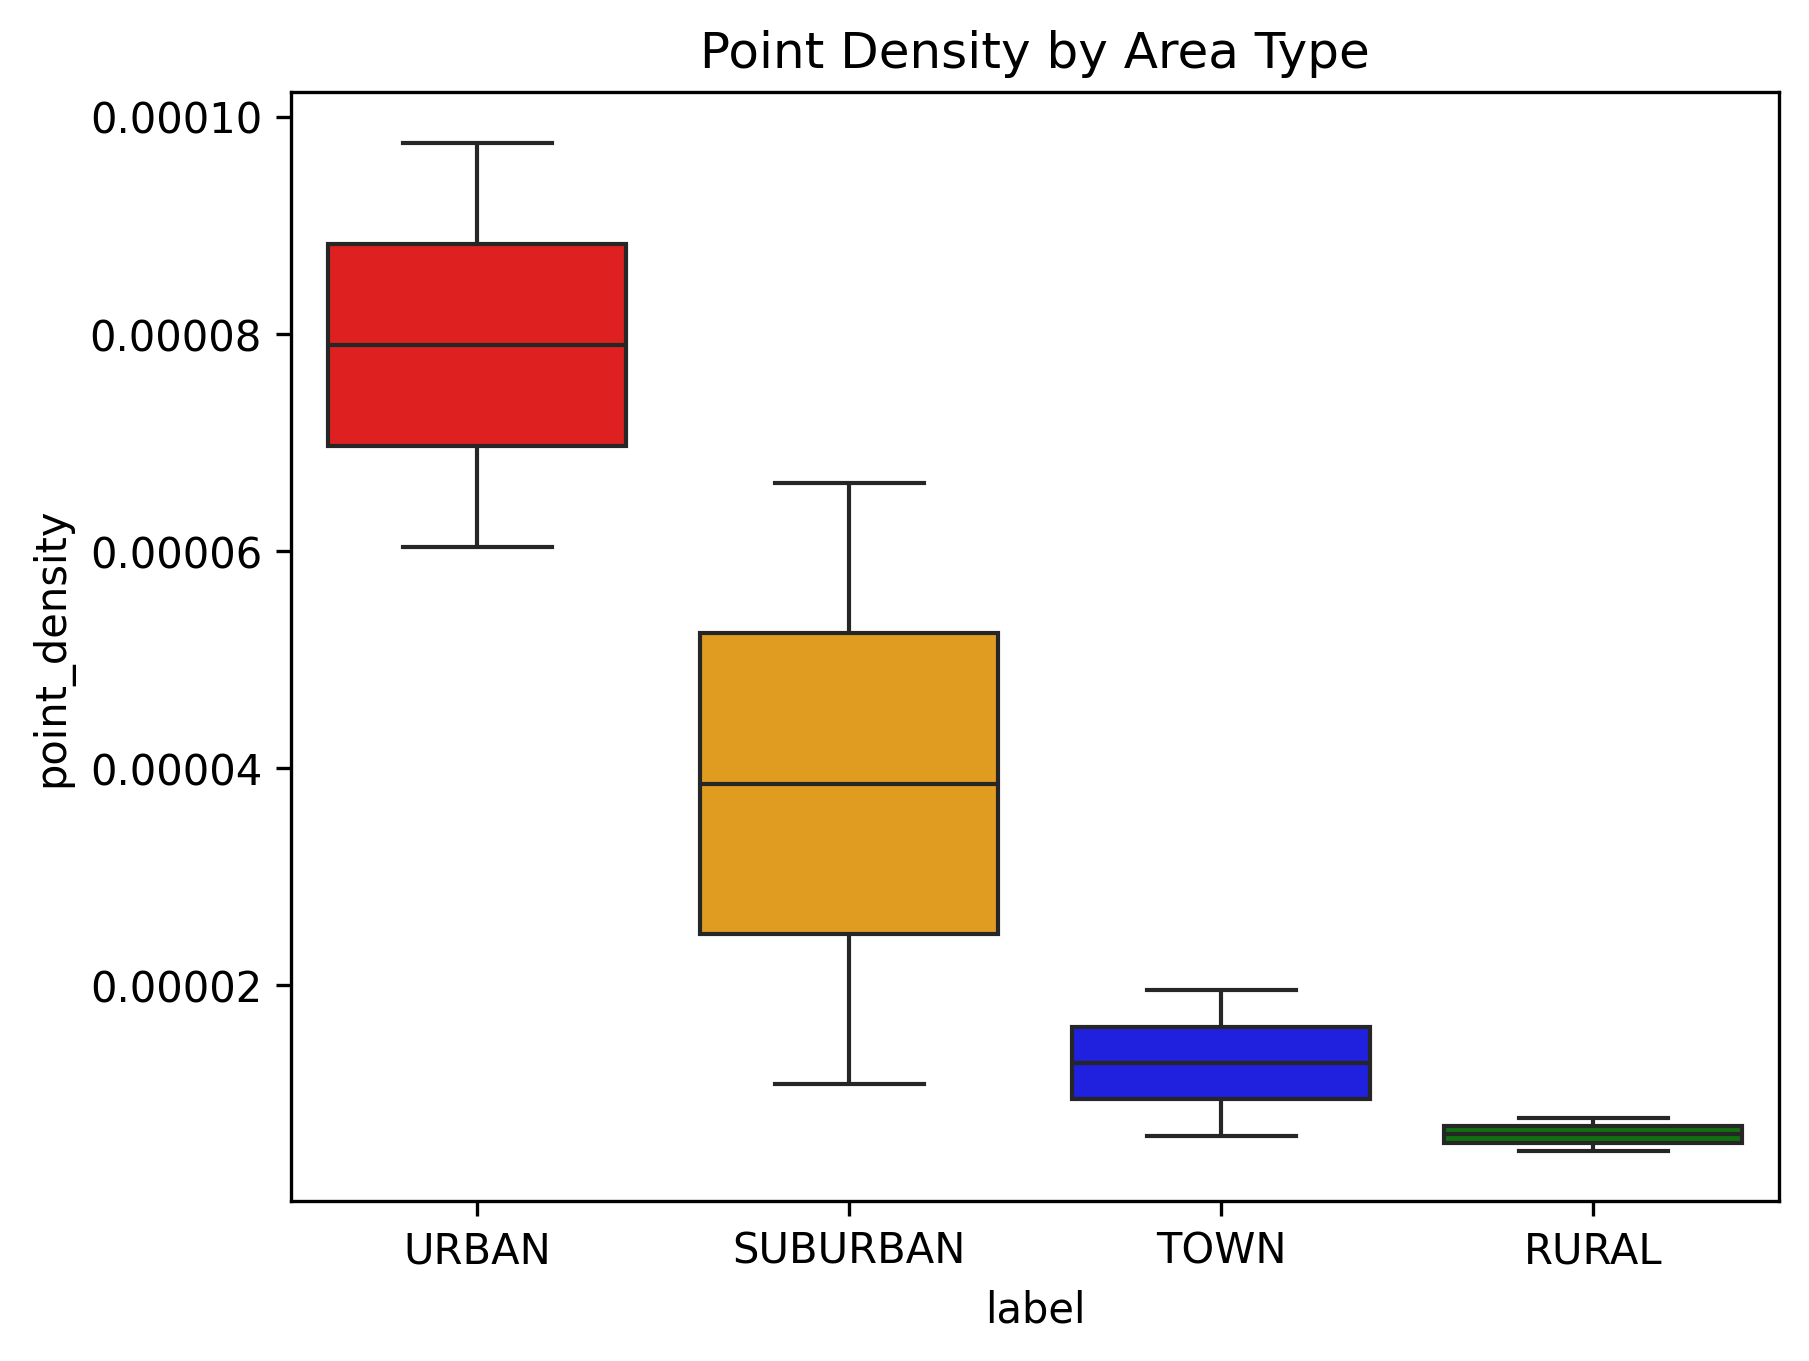 Point Density by Area Type
point_density
0.00010
0.00008
0.00006
0.00004
0.00002
URBAN SUBURBAN TOWN RURAL
label